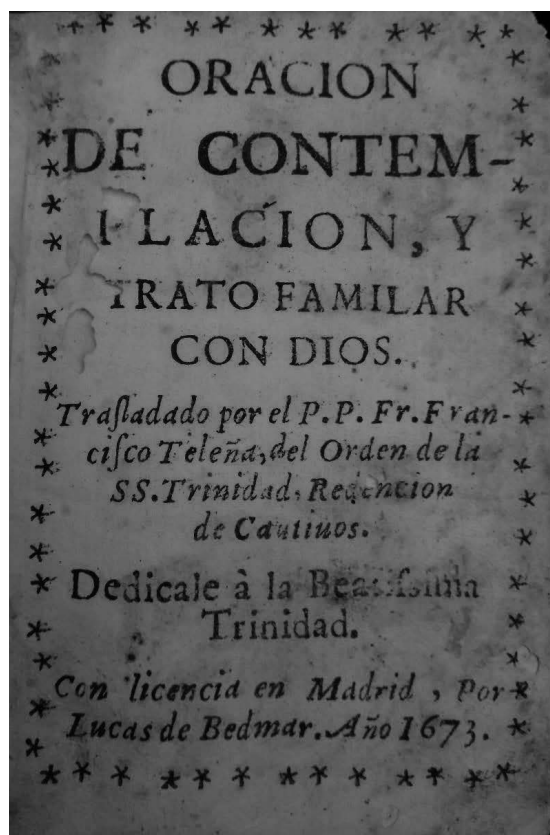 ORACION
DE CONTEM-
PLACION, Y
TRATO FAMILAR
CON DIOS.
Traſladado por el P.P. Fr. Fran-
ciſco Teleña, del Orden de la
SS. Trinidad, Redencion
de Cautiuos.
Dedicale à la Beatiſsima
Trinidad.
Con licencia en Madrid, Por
Lucas de Bedmar. Año 1673.